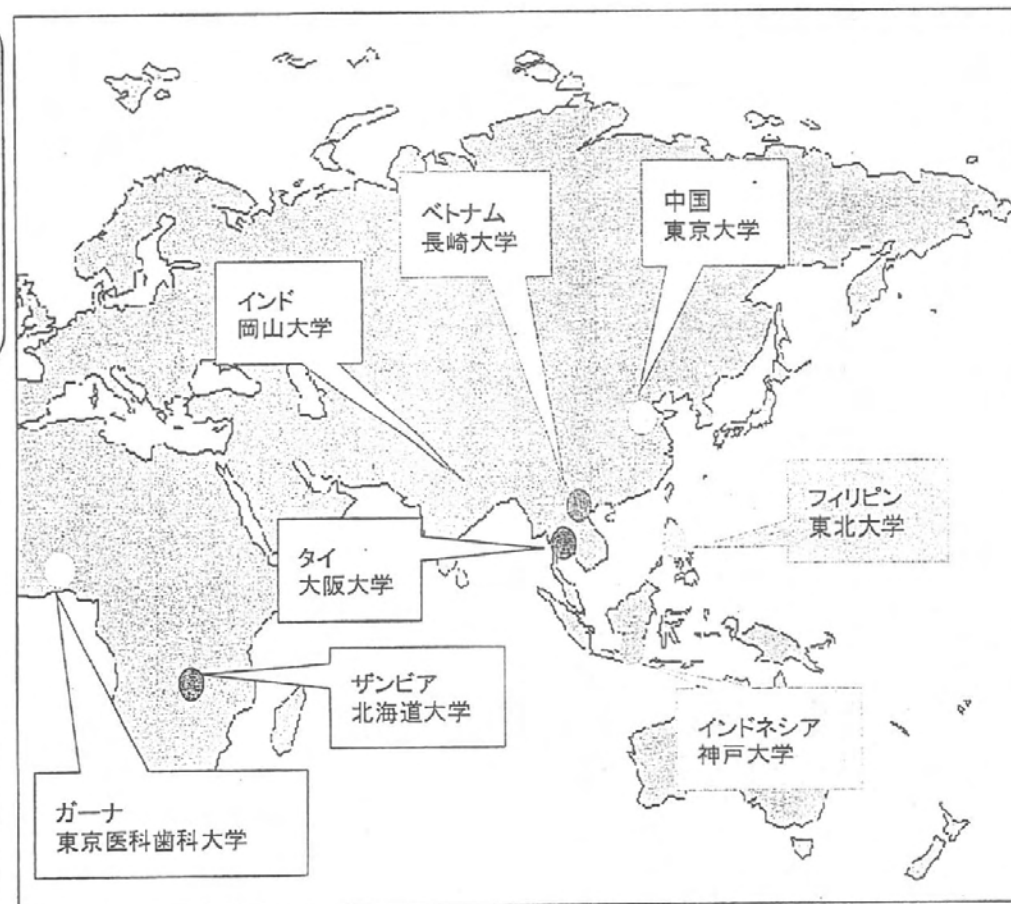 ベトナム
長崎大学
中国
東京大学
インド
岡山大学
フィリピン
東北大学
タイ
大阪大学
ザンビア
北海道大学
インドネシア
神戸大学
ガーナ
東京医科歯科大学